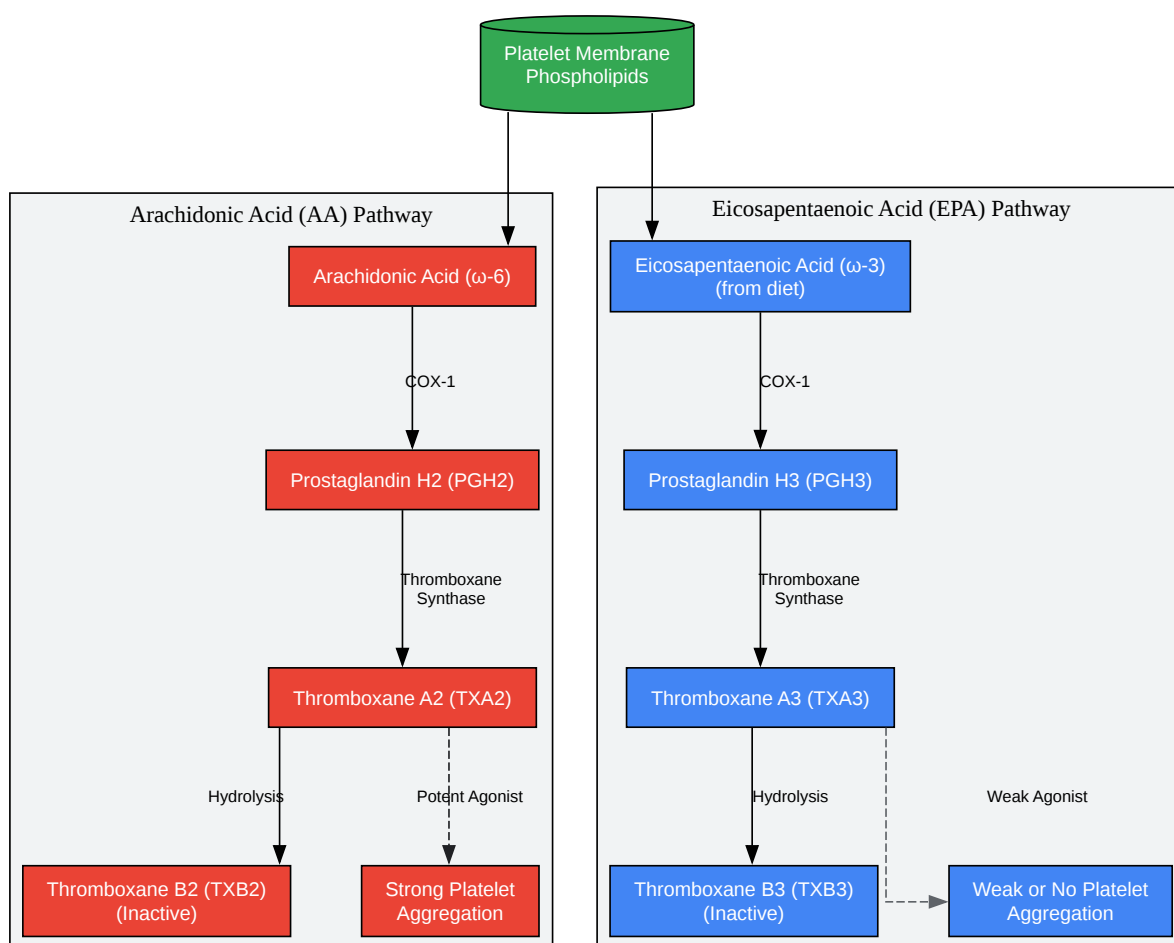 Platelet Membrane
Phospholipids
Arachidonic Acid (AA) Pathway
Arachidonic Acid (ω-6)
COX-1
Prostaglandin H2 (PGH2)
Thromboxane
Synthase
Thromboxane A2 (TXA2)
Hydrolysis
Potent Agonist
Thromboxane B2 (TXB2)
(Inactive)
Strong Platelet
Aggregation
Eicosapentaenoic Acid (EPA) Pathway
Eicosapentaenoic Acid (ω-3)
(from diet)
COX-1
Prostaglandin H3 (PGH3)
Thromboxane
Synthase
Thromboxane A3 (TXA3)
Hydrolysis
Weak Agonist
Thromboxane B3 (TXB3)
(Inactive)
Weak or No Platelet
Aggregation